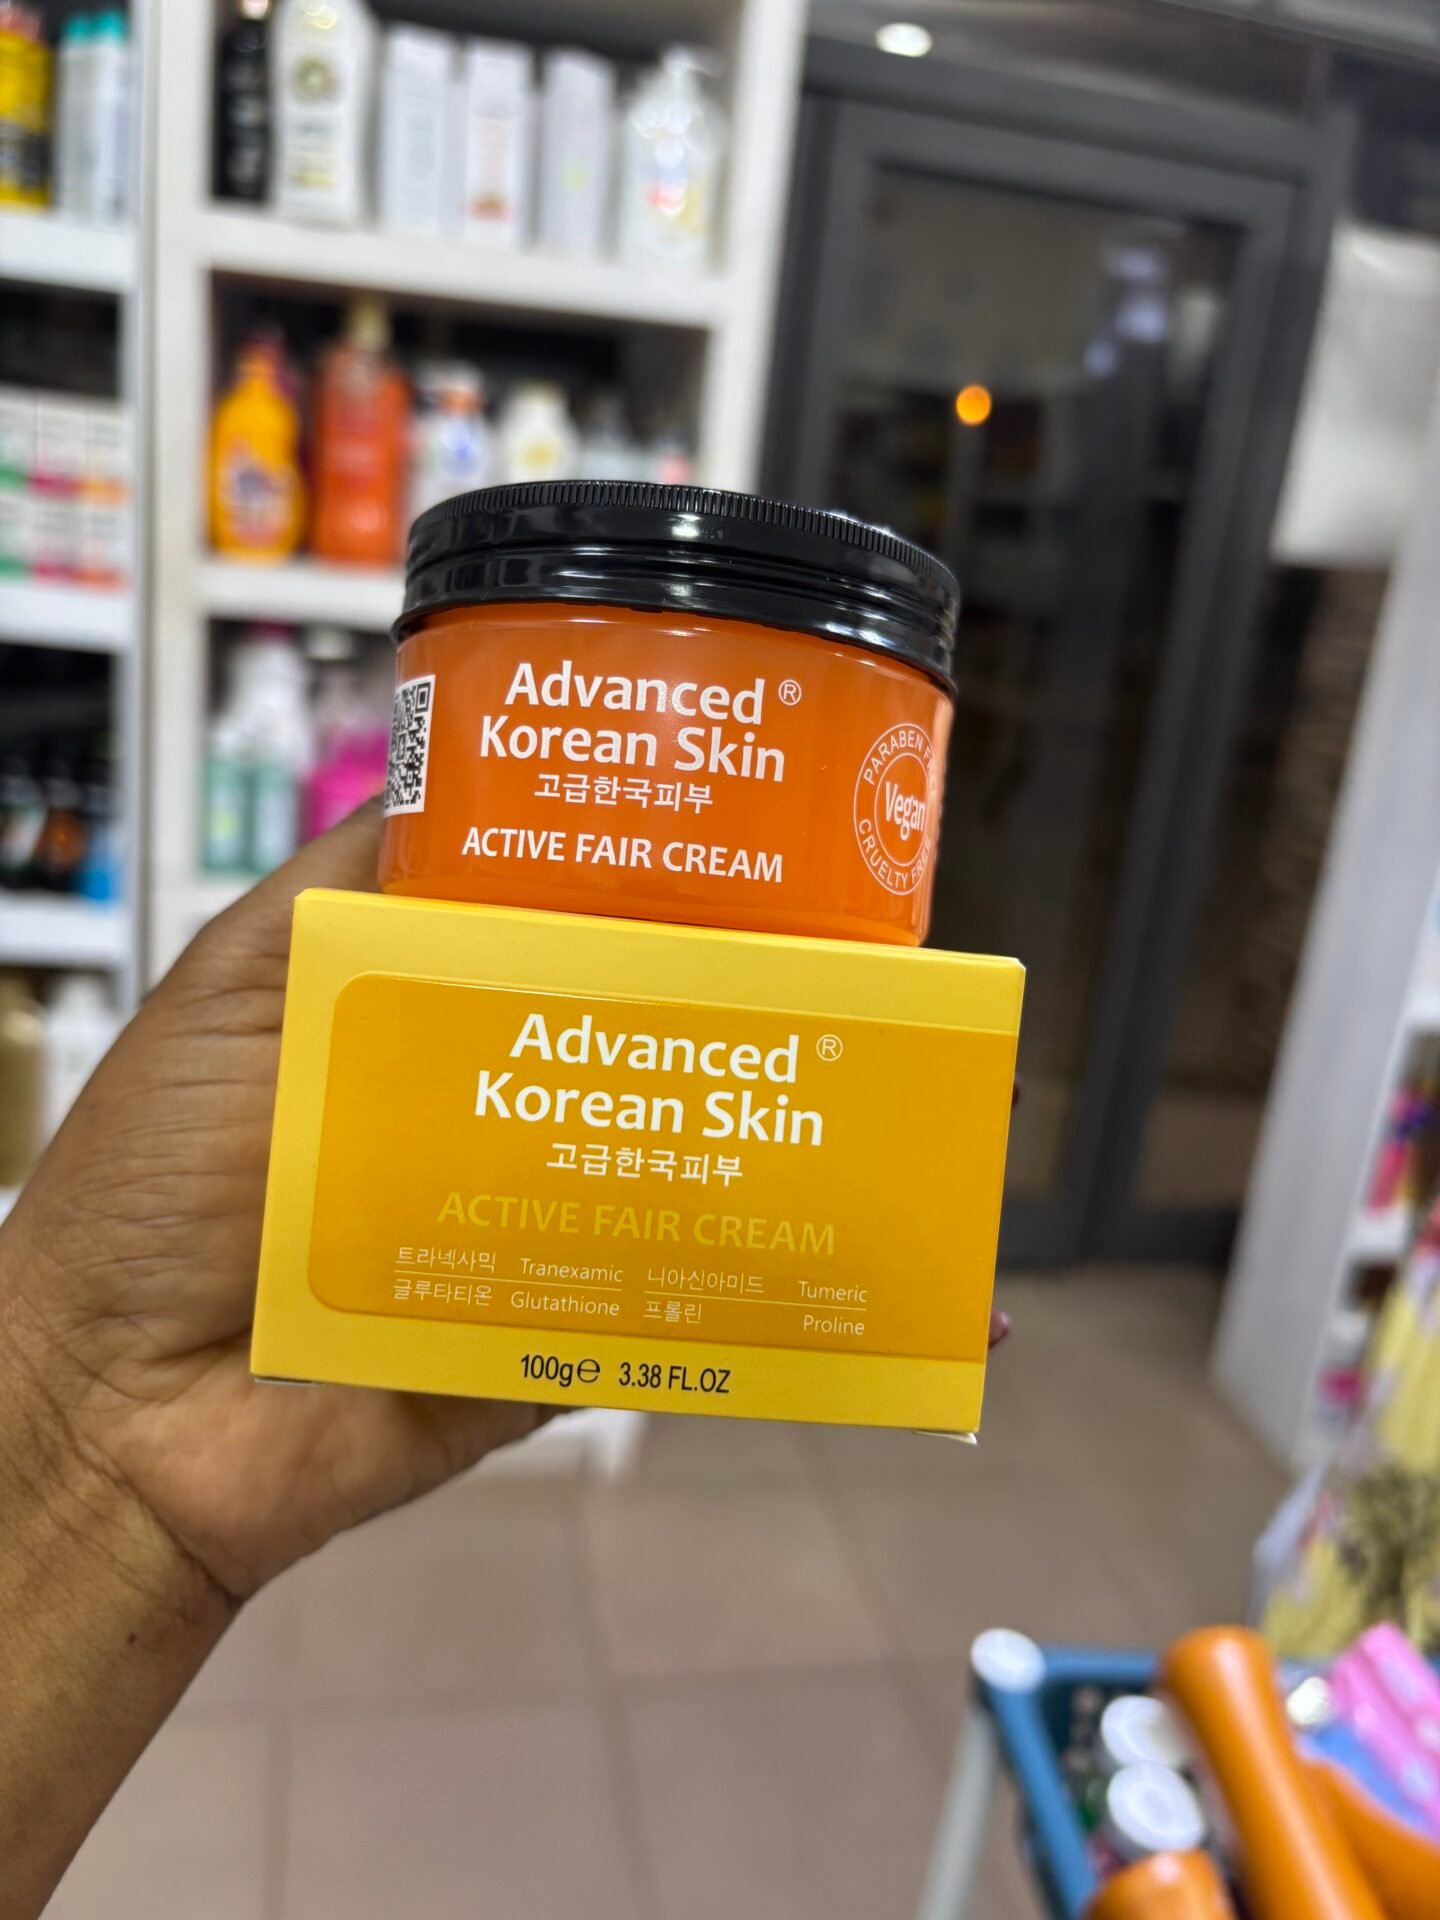 Advanced ®
Korean Skin
고급한국피부
ACTIVE FAIR CREAM
PARABEN
Vegan
CRUELTY
Advanced ®
Korean Skin
고급한국피부
ACTIVE FAIR CREAM
트라넥사믹 Tranexamic 니아신아미드 Tumeric
글루타티온 Glutathione 프롤린 Proline
100g℮ 3.38 FL.OZ